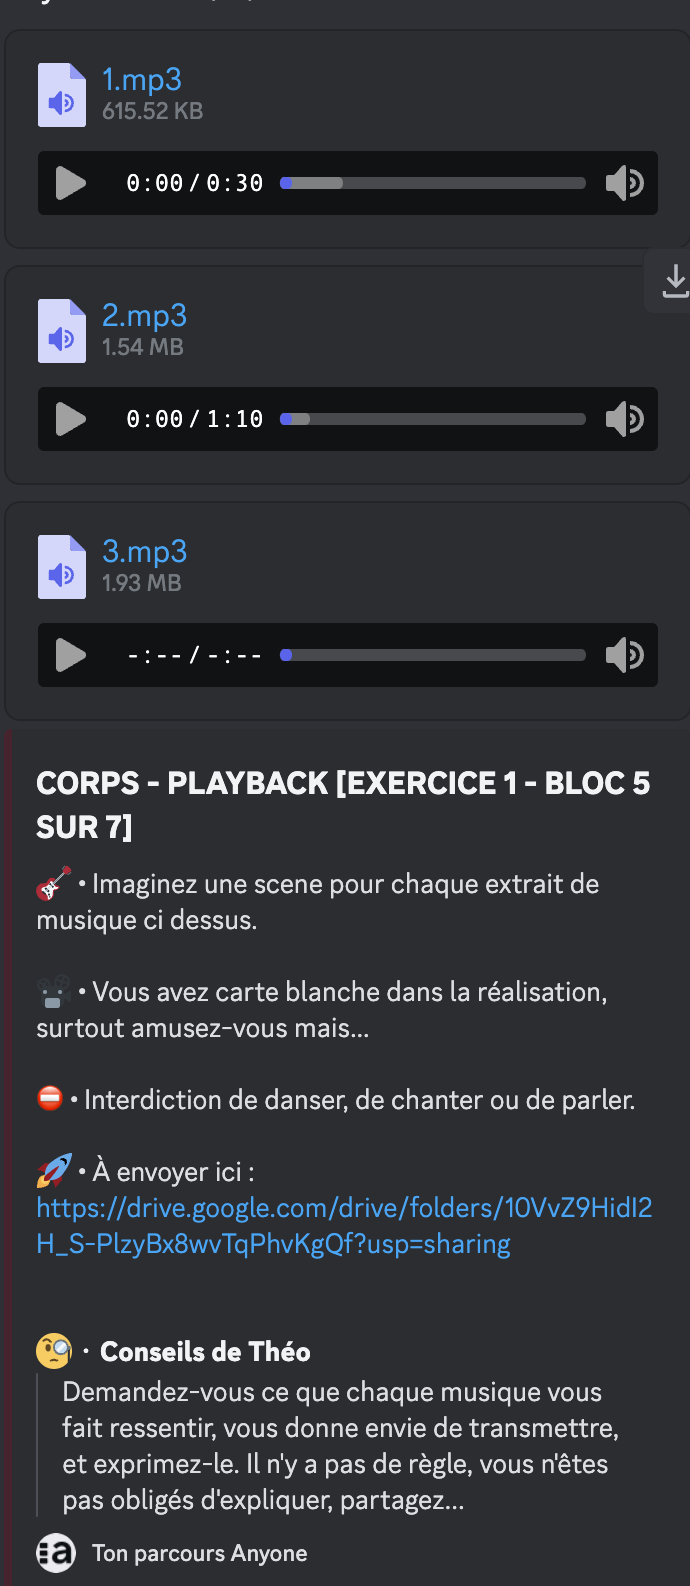 1.mp3
615.52 KB
0:00 / 0:30
2.mp3
1.54 MB
0:00 / 1:10
3.mp3
1.93 MB
-:-- / -:--
CORPS - PLAYBACK [EXERCICE 1 - BLOC 5
SUR 7]
🎸 • Imaginez une scene pour chaque extrait de
musique ci dessus.
🎥 • Vous avez carte blanche dans la réalisation,
surtout amusez-vous mais...
⛔ • Interdiction de danser, de chanter ou de parler.
🚀 • À envoyer ici :
https://drive.google.com/drive/folders/10VvZ9HidI2
H_S-PlzyBx8wvTqPhvKgQf?usp=sharing
🧐 · Conseils de Théo
Demandez-vous ce que chaque musique vous
fait ressentir, vous donne envie de transmettre,
et exprimez-le. Il n'y a pas de règle, vous n'êtes
pas obligés d'expliquer, partagez...
Ton parcours Anyone